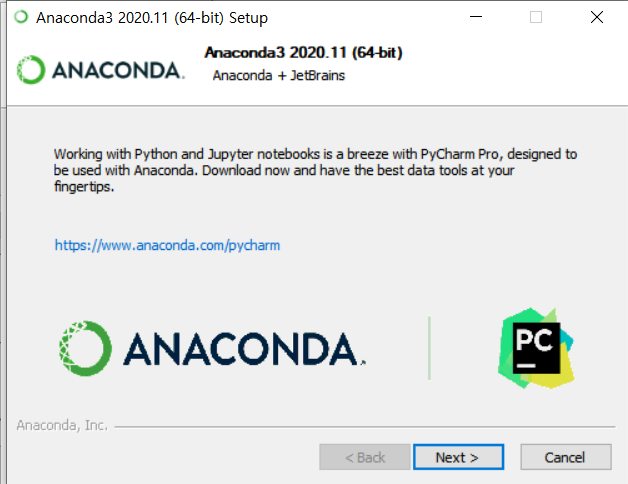 Anaconda3 2020.11 (64-bit) Setup
Anaconda3 2020.11 (64-bit)
ANACONDA.
Anaconda + JetBrains
Working with Python and Jupyter notebooks is a breeze with PyCharm Pro, designed to
be used with Anaconda. Download now and have the best data tools at your
fingertips.
https://www.anaconda.com/pycharm
ANACONDA.
PC
Anaconda, Inc.
< Back
Next >
Cancel